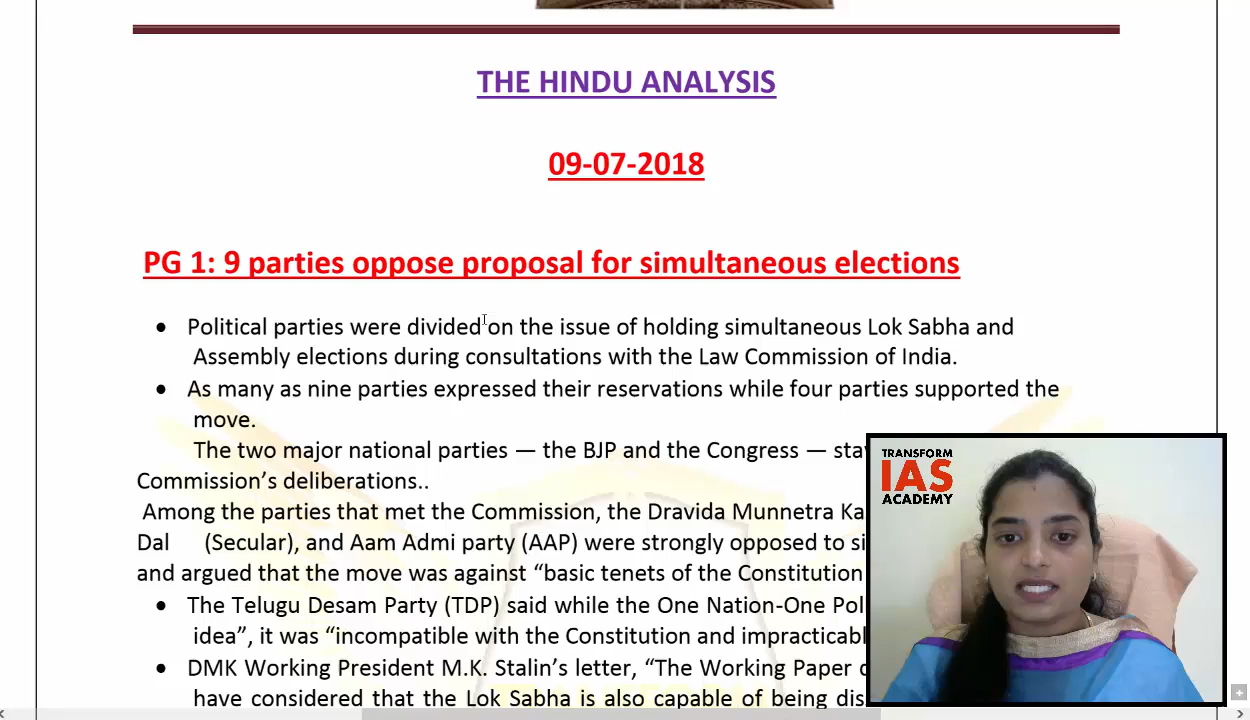 THE HINDU ANALYSIS
09-07-2018
PG 1: 9 parties oppose proposal for simultaneous elections
• Political parties were divided on the issue of holding simultaneous Lok Sabha and
Assembly elections during consultations with the Law Commission of India.
• As many as nine parties expressed their reservations while four parties supported the
move.
The two major national parties — the BJP and the Congress —
Commission’s deliberations..
Among the parties that met the Commission, the Dravida Munnetra
Dal (Secular), and Aam Admi party (AAP) were strongly opposed to
and argued that the move was against “basic tenets of the Constitution
• The Telugu Desam Party (TDP) said while the One Nation-One
idea”, it was “incompatible with the Constitution and
• DMK Working President M.K. Stalin’s letter, “The Working Paper
have considered that the Lok Sabha is also capable of being
TRANSFORM
IAS
ACADEMY